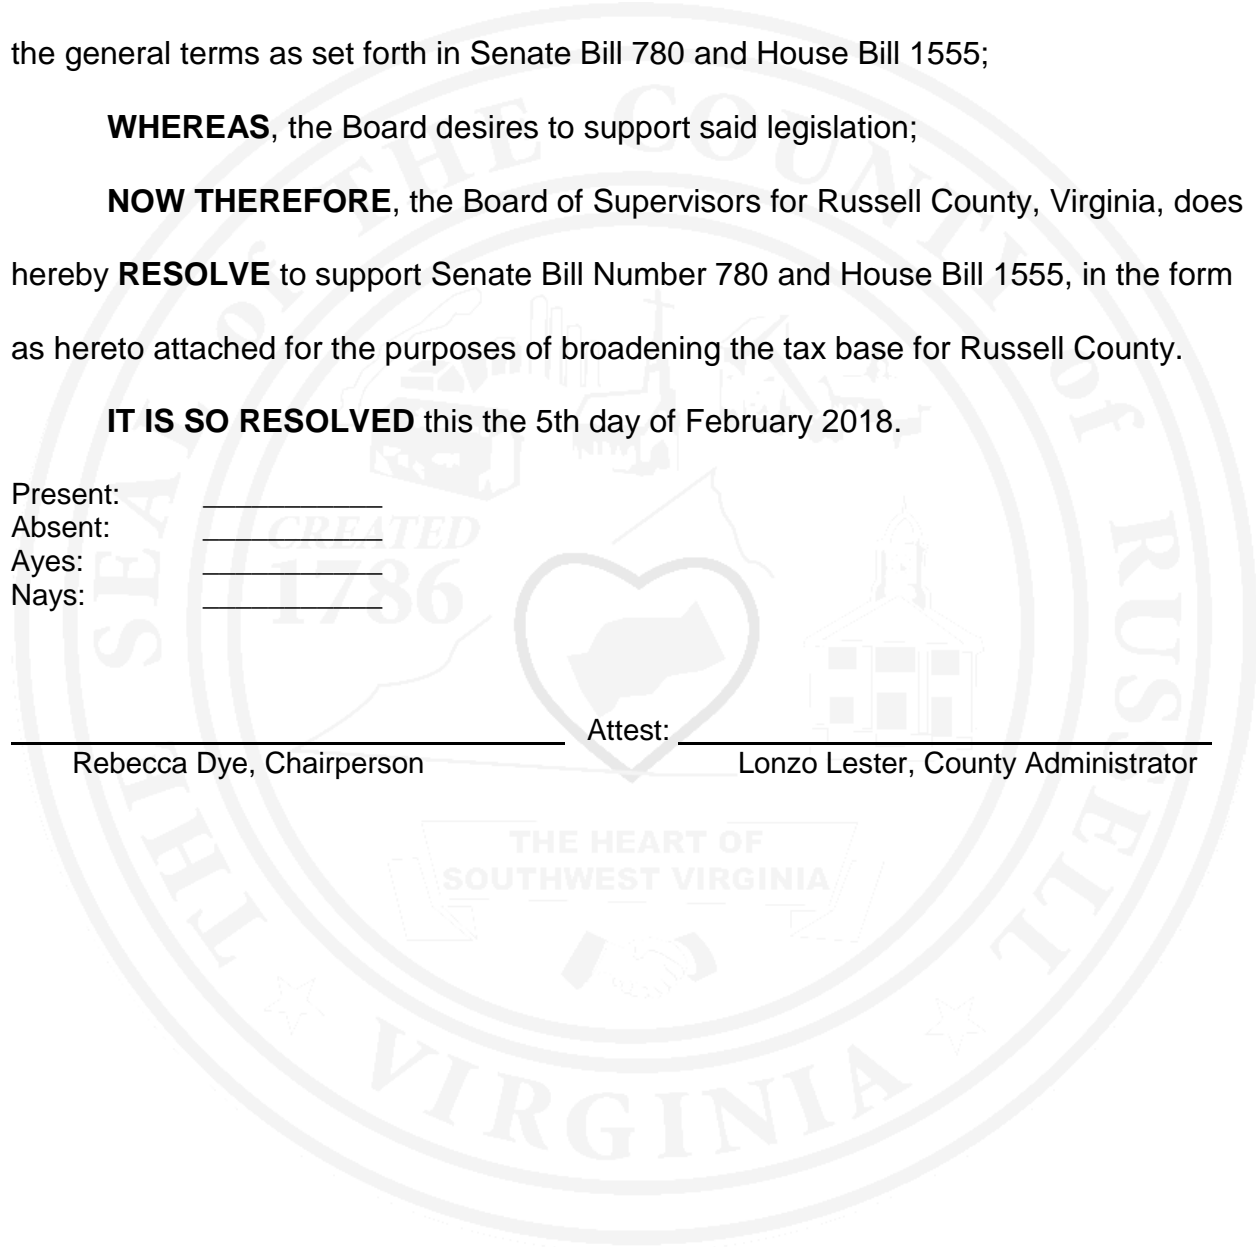 the general terms as set forth in Senate Bill 780 and House Bill 1555;
WHEREAS, the Board desires to support said legislation;
NOW THEREFORE, the Board of Supervisors for Russell County, Virginia, does
hereby RESOLVE to support Senate Bill Number 780 and House Bill 1555, in the form
as hereto attached for the purposes of broadening the tax base for Russell County.
IT IS SO RESOLVED this the 5th day of February 2018.
Present: ___________
Absent: ___________
Ayes: ___________
Nays: ___________
Attest:
Rebecca Dye, Chairperson Lonzo Lester, County Administrator
THE SEAL of THE COUNTY of RUSSELL
VIRGINIA
CREATED
1786
THE HEART OF
SOUTHWEST VIRGINIA